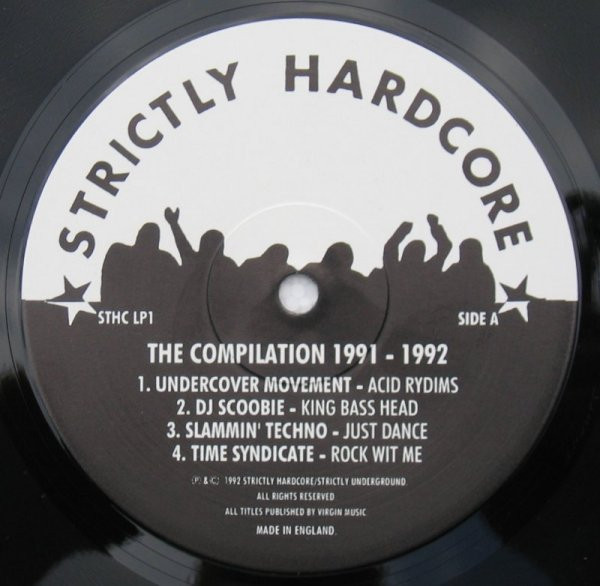 STRICTLY HARDCORE
STHC LP1
SIDE A
THE COMPILATION 1991 - 1992
1. UNDERCOVER MOVEMENT - ACID RYDIMS
2. DJ SCOOBIE - KING BASS HEAD
3. SLAMMIN' TECHNO - JUST DANCE
4. TIME SYNDICATE - ROCK WIT ME
℗ & © 1992 STRICTLY HARDCORE/STRICTLY UNDERGROUND
ALL RIGHTS RESERVED
ALL TITLES PUBLISHED BY VIRGIN MUSIC
MADE IN ENGLAND.